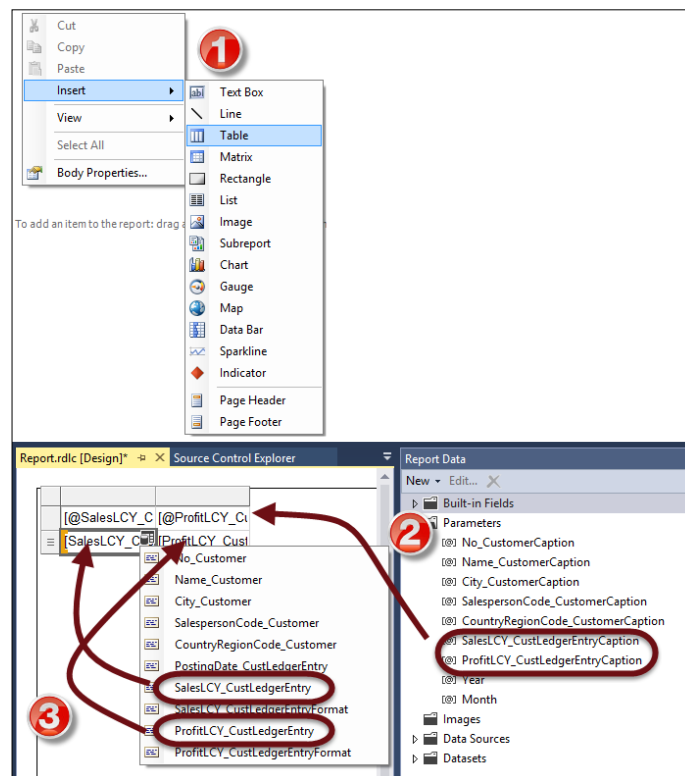 Cut
1
Copy
Paste
Insert
View
Select All
Body Properties...
Text Box
Line
Table
Matrix
Rectangle
List
Image
Subreport
Chart
Gauge
Map
Data Bar
Sparkline
Indicator
Page Header
Page Footer
To add an item to the report: drag
Report.rdlc [Design]*
Source Control Explorer
[@SalesLCY_C [@ProfitLCY_Cu
[SalesLCY_C [ProfitLCY_Cust
No_Customer
Name_Customer
City_Customer
SalespersonCode_Customer
CountryRegionCode_Customer
PostingDate_CustLedgerEntry
SalesLCY_CustLedgerEntry
SalesLCY_CustLedgerEntryFormat
3
ProfitLCY_CustLedgerEntry
ProfitLCY_CustLedgerEntryFormat
Report Data
New Edit...
Built-in Fields
2
Parameters
No_CustomerCaption
Name_CustomerCaption
City_CustomerCaption
SalespersonCode_CustomerCaption
CountryRegionCode_CustomerCaption
SalesLCY_CustLedgerEntryCaption
ProfitLCY_CustLedgerEntryCaption
Year
Month
Images
Data Sources
Datasets